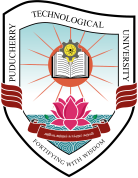 PUDUCHERRY
TECHNOLOGICAL
UNIVERSITY
FORTIFYING WITH WISDOM